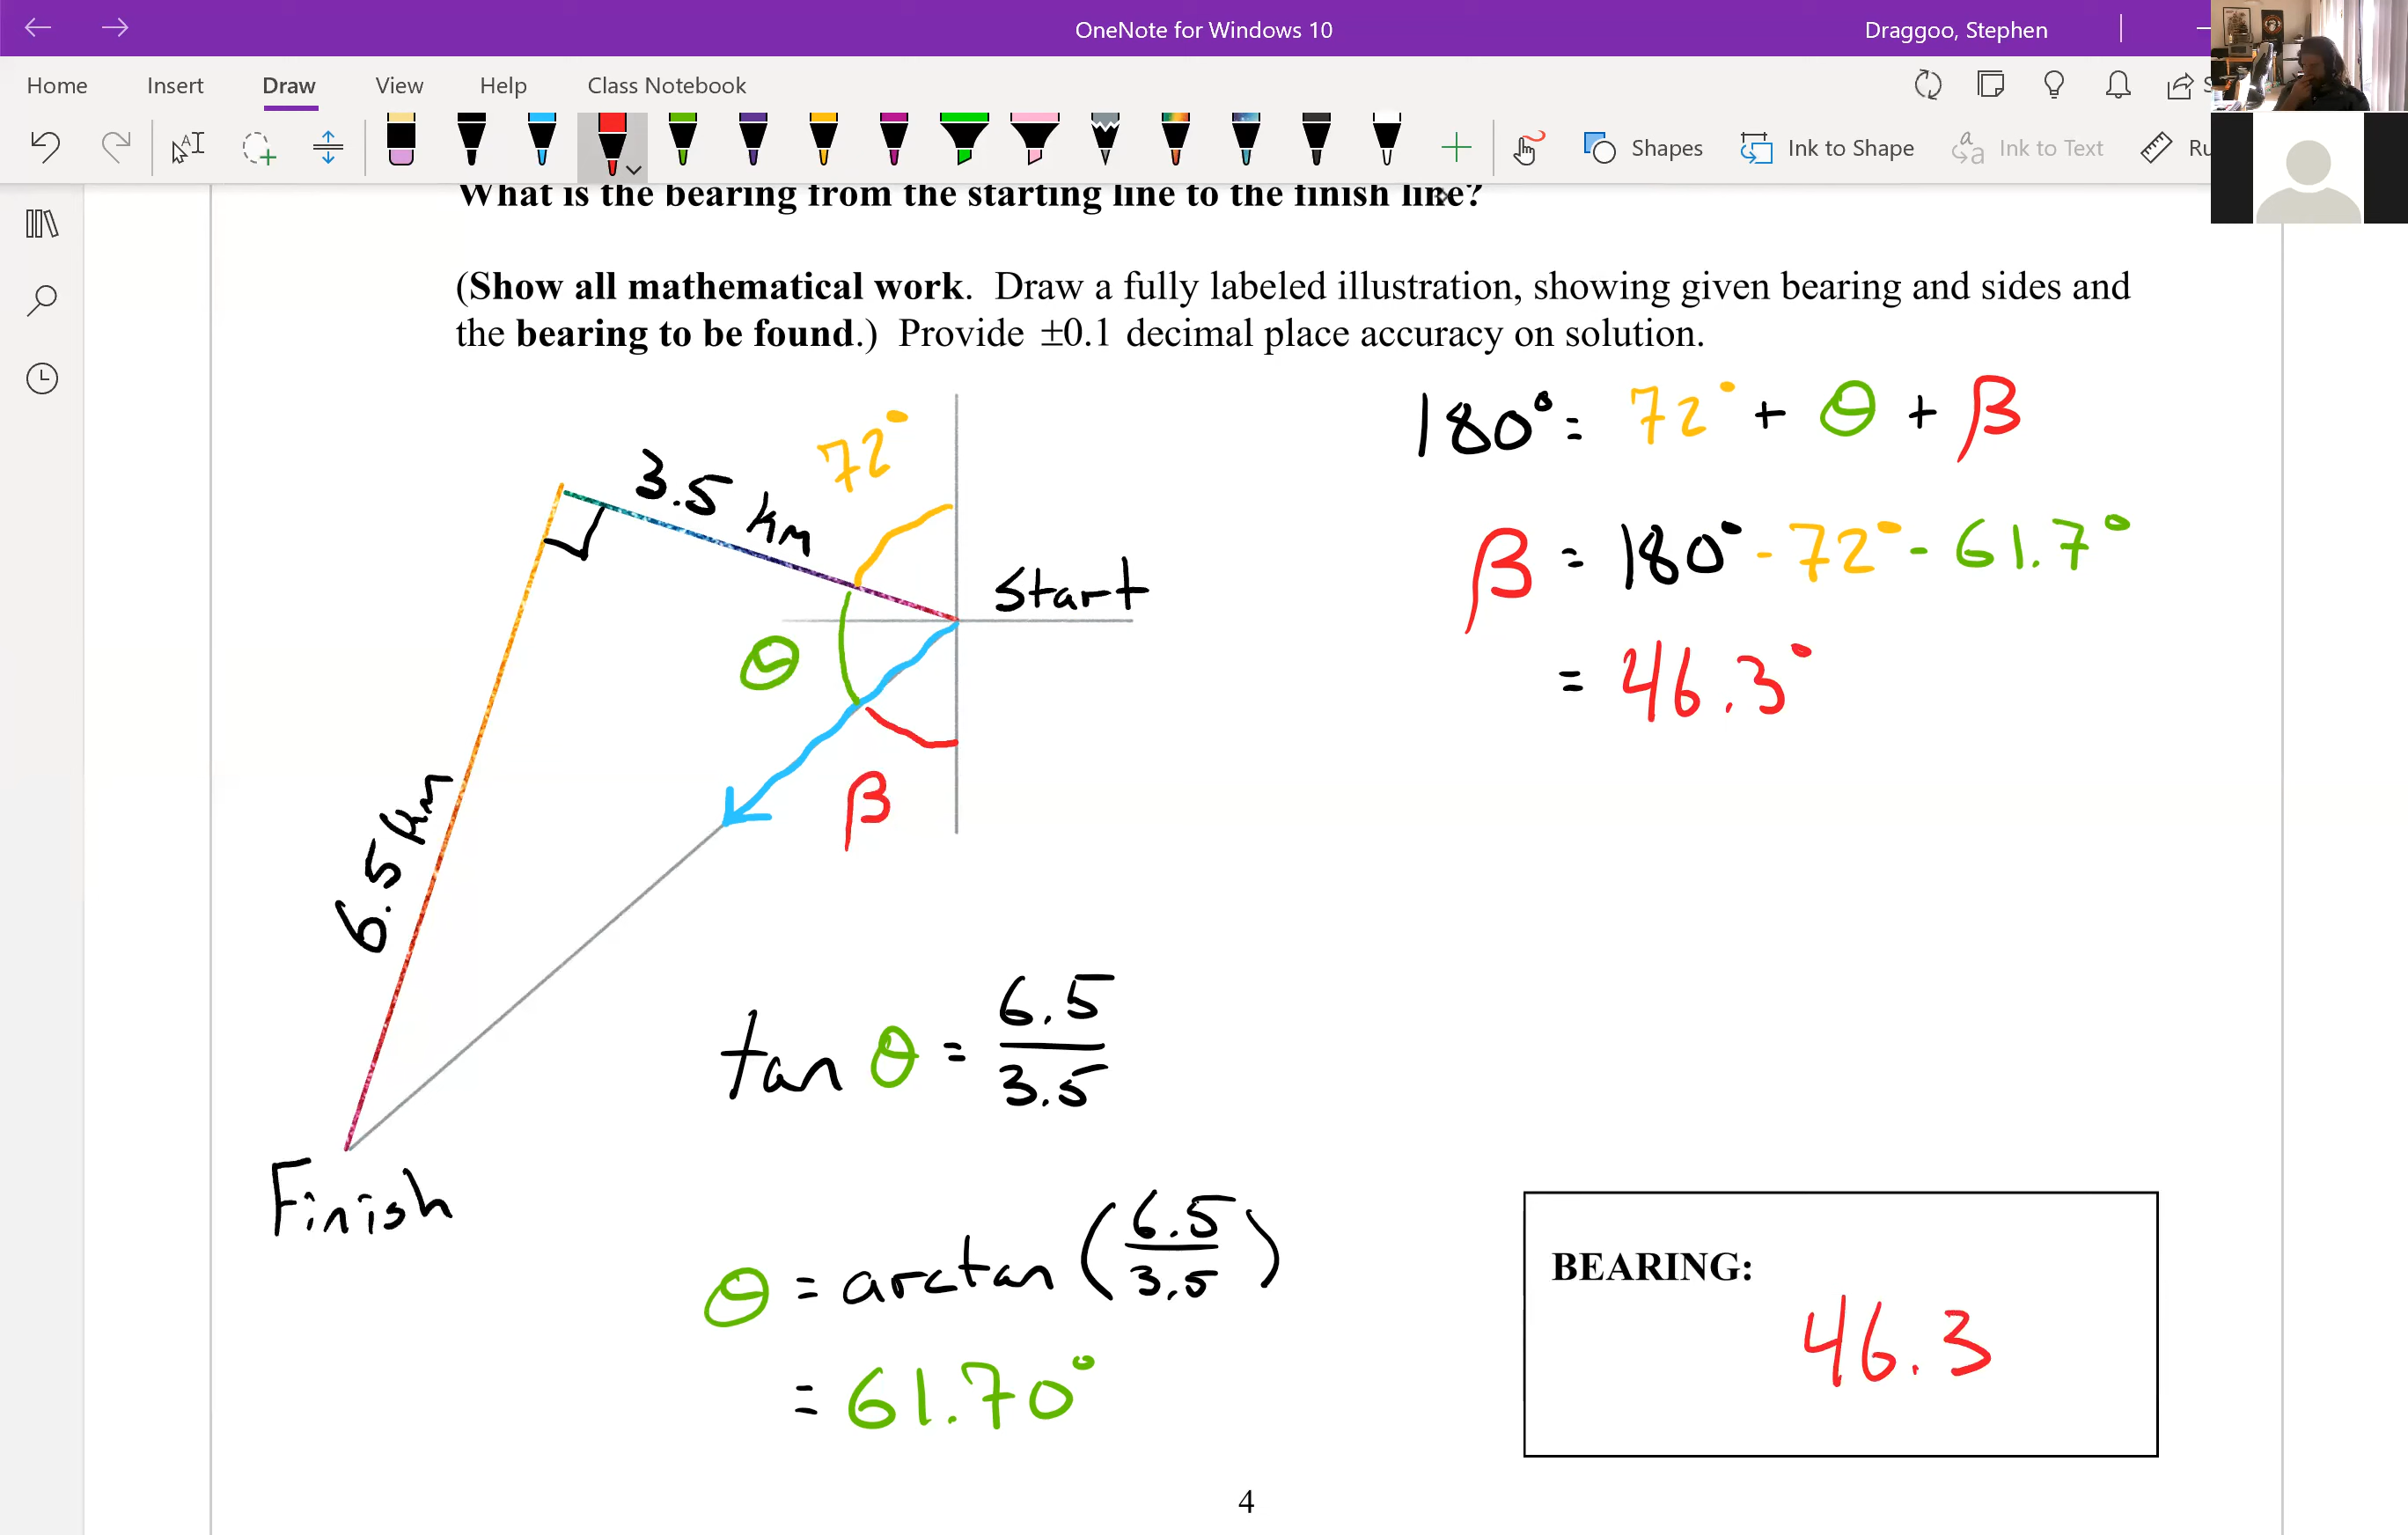 OneNote for Windows 10
Draggoo, Stephen
Home Insert Draw View Help Class Notebook
Shapes Ink to Shape Ink to Text
What is the bearing from the starting line to the finish line?
(Show all mathematical work. Draw a fully labeled illustration, showing given bearing and sides and
the bearing to be found.) Provide ±0.1 decimal place accuracy on solution.
180° = 72° + θ + β
72°
3.5 km
β = 180° - 72° - 61.7°
Start
θ
= 46.3°
β
6.5 km
tan θ = 6.5/3.5
Finish
θ = arctan (6.5/3.5)
BEARING:
46.3
= 61.70°
4